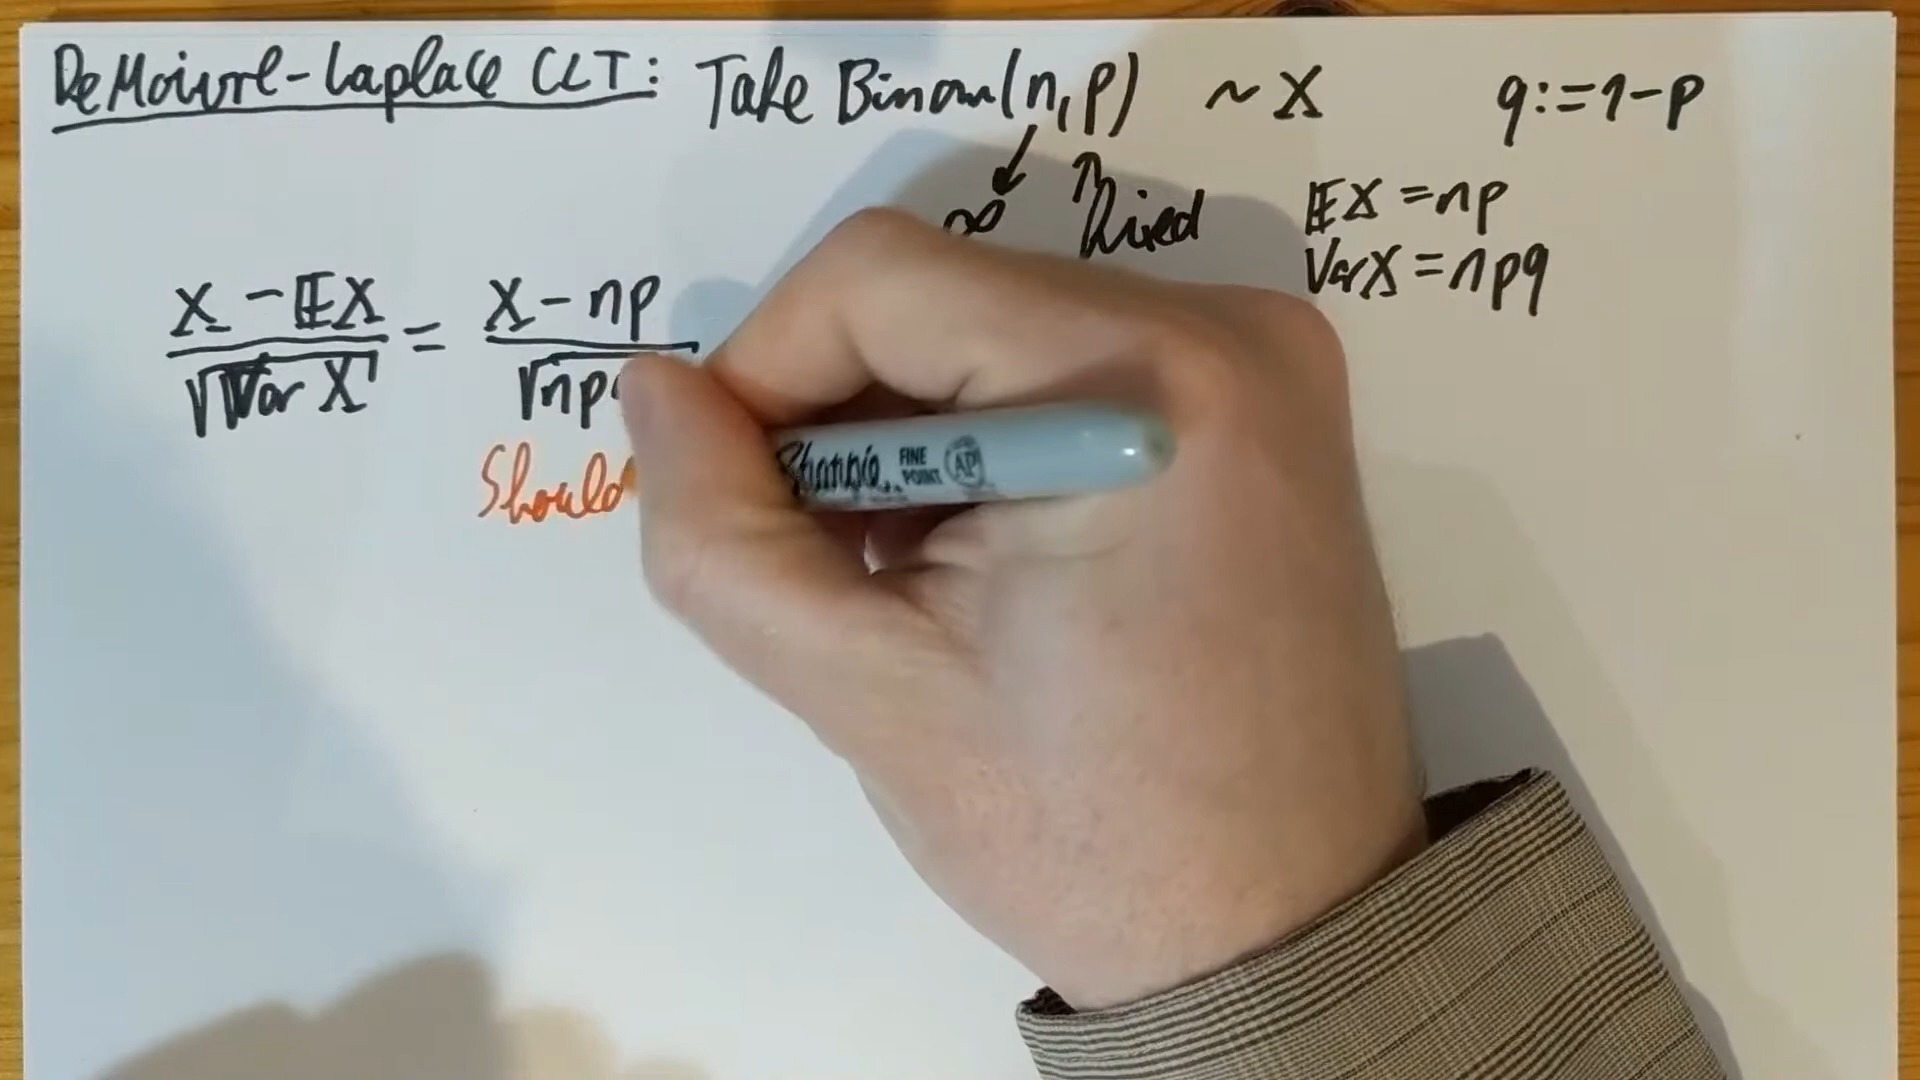 DeMoivre-Laplace CLT: Take Binom(n,p) ~ X q:=1-p
∞ fixed
EX = np
VarX = npq
X - EX / √Var X = X - np / √np
Should
Sharpie FINE POINT AP